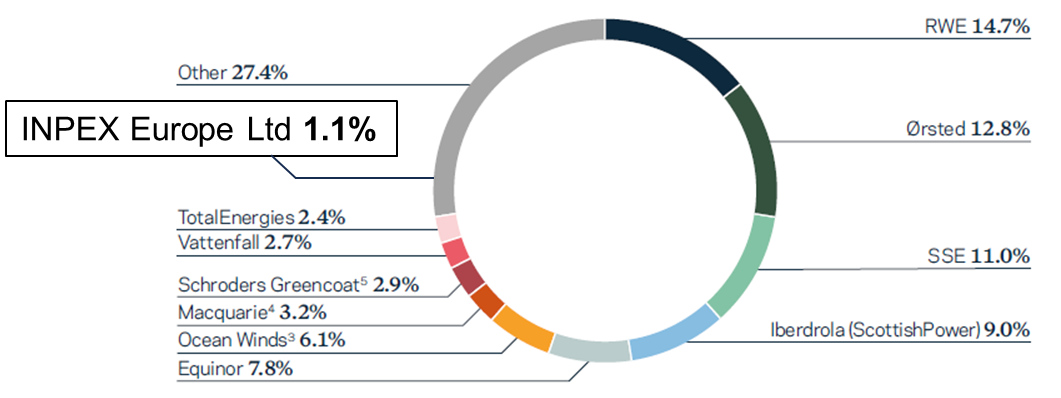 RWE 14.7%
Other 27.4%
INPEX Europe Ltd 1.1%
Ørsted 12.8%
TotalEnergies 2.4%
Vattenfall 2.7%
SSE 11.0%
Schroders Greencoat⁵ 2.9%
Macquarie⁴ 3.2%
Iberdrola (ScottishPower) 9.0%
Ocean Winds³ 6.1%
Equinor 7.8%